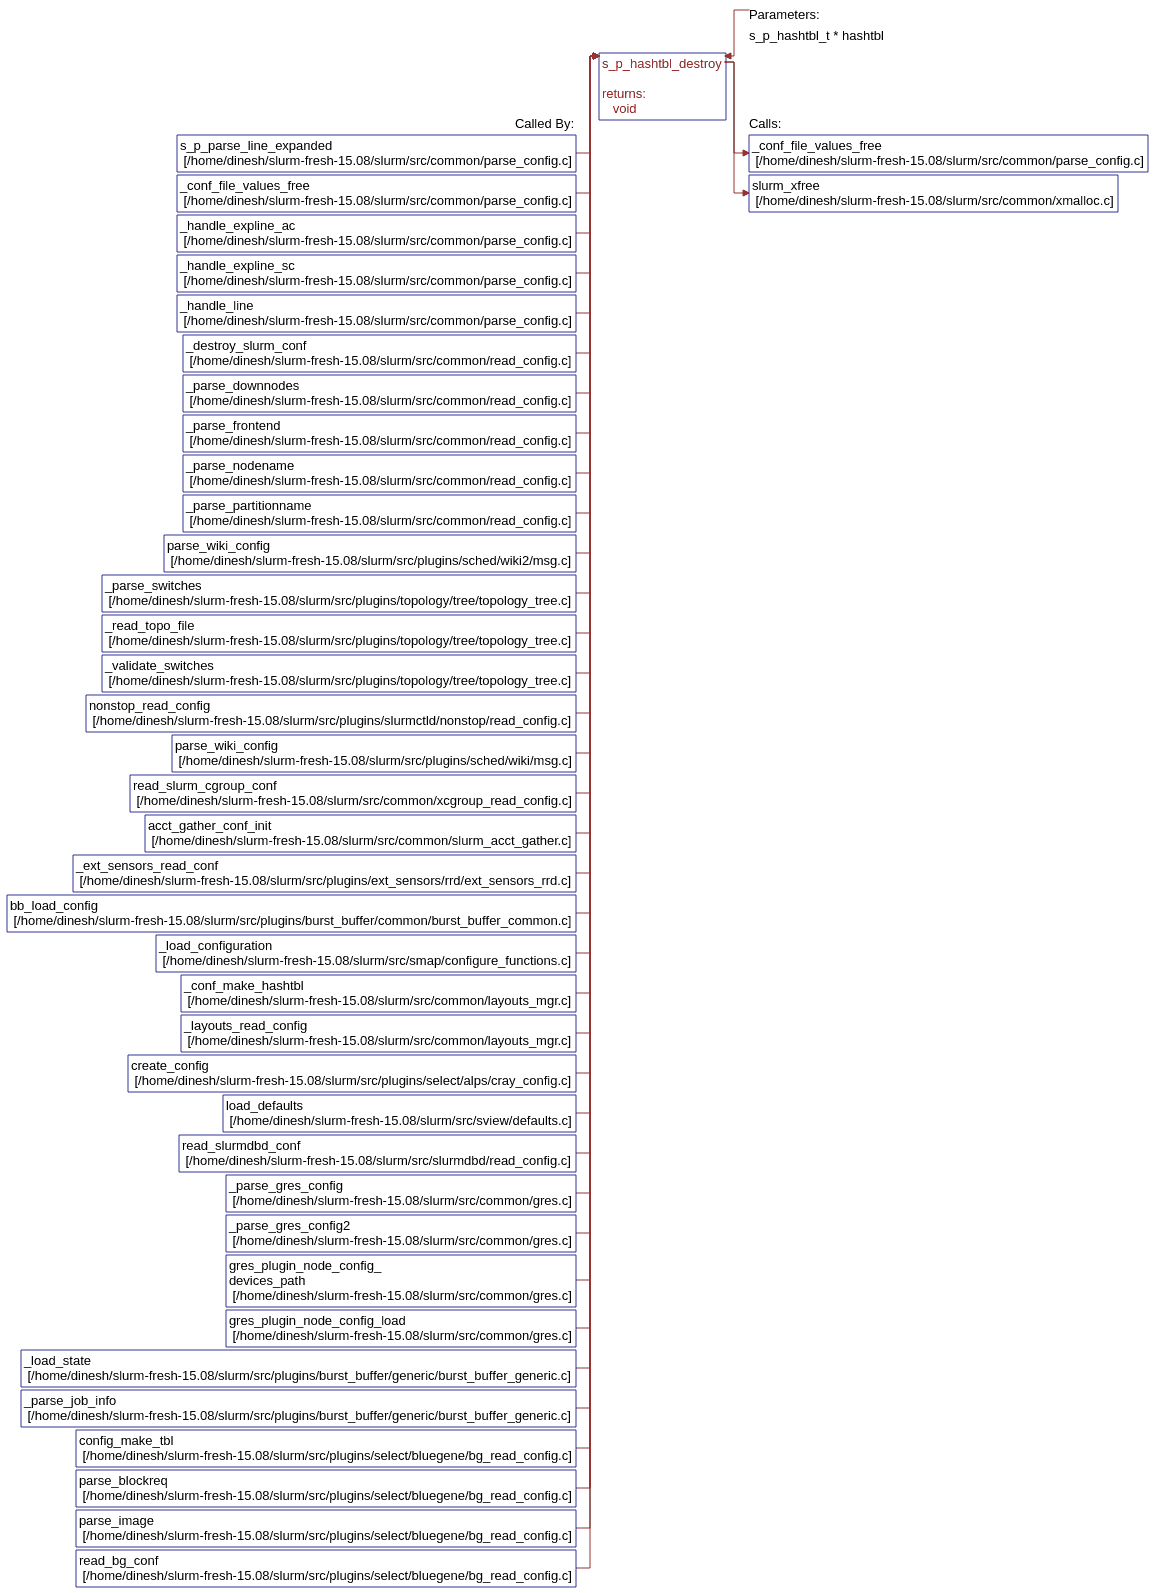 Parameters:
s_p_hashtbl_t * hashtbl
s_p_hashtbl_destroy
returns:
void
Called By:
Calls:
s_p_parse_line_expanded
[/home/dinesh/slurm-fresh-15.08/slurm/src/common/parse_config.c]
_conf_file_values_free
[/home/dinesh/slurm-fresh-15.08/slurm/src/common/parse_config.c]
_handle_expline_ac
[/home/dinesh/slurm-fresh-15.08/slurm/src/common/parse_config.c]
_handle_expline_sc
[/home/dinesh/slurm-fresh-15.08/slurm/src/common/parse_config.c]
_handle_line
[/home/dinesh/slurm-fresh-15.08/slurm/src/common/parse_config.c]
_destroy_slurm_conf
[/home/dinesh/slurm-fresh-15.08/slurm/src/common/read_config.c]
_parse_downnodes
[/home/dinesh/slurm-fresh-15.08/slurm/src/common/read_config.c]
_parse_frontend
[/home/dinesh/slurm-fresh-15.08/slurm/src/common/read_config.c]
_parse_nodename
[/home/dinesh/slurm-fresh-15.08/slurm/src/common/read_config.c]
_parse_partitionname
[/home/dinesh/slurm-fresh-15.08/slurm/src/common/read_config.c]
parse_wiki_config
[/home/dinesh/slurm-fresh-15.08/slurm/src/plugins/sched/wiki2/msg.c]
_parse_switches
[/home/dinesh/slurm-fresh-15.08/slurm/src/plugins/topology/tree/topology_tree.c]
_read_topo_file
[/home/dinesh/slurm-fresh-15.08/slurm/src/plugins/topology/tree/topology_tree.c]
_validate_switches
[/home/dinesh/slurm-fresh-15.08/slurm/src/plugins/topology/tree/topology_tree.c]
nonstop_read_config
[/home/dinesh/slurm-fresh-15.08/slurm/src/plugins/slurmctld/nonstop/read_config.c]
parse_wiki_config
[/home/dinesh/slurm-fresh-15.08/slurm/src/plugins/sched/wiki/msg.c]
read_slurm_cgroup_conf
[/home/dinesh/slurm-fresh-15.08/slurm/src/common/xcgroup_read_config.c]
acct_gather_conf_init
[/home/dinesh/slurm-fresh-15.08/slurm/src/common/slurm_acct_gather.c]
_ext_sensors_read_conf
[/home/dinesh/slurm-fresh-15.08/slurm/src/plugins/ext_sensors/rrd/ext_sensors_rrd.c]
bb_load_config
[/home/dinesh/slurm-fresh-15.08/slurm/src/plugins/burst_buffer/common/burst_buffer_common.c]
_load_configuration
[/home/dinesh/slurm-fresh-15.08/slurm/src/smap/configure_functions.c]
_conf_make_hashtbl
[/home/dinesh/slurm-fresh-15.08/slurm/src/common/layouts_mgr.c]
_layouts_read_config
[/home/dinesh/slurm-fresh-15.08/slurm/src/common/layouts_mgr.c]
create_config
[/home/dinesh/slurm-fresh-15.08/slurm/src/plugins/select/alps/cray_config.c]
load_defaults
[/home/dinesh/slurm-fresh-15.08/slurm/src/sview/defaults.c]
read_slurmdbd_conf
[/home/dinesh/slurm-fresh-15.08/slurm/src/slurmdbd/read_config.c]
_parse_gres_config
[/home/dinesh/slurm-fresh-15.08/slurm/src/common/gres.c]
_parse_gres_config2
[/home/dinesh/slurm-fresh-15.08/slurm/src/common/gres.c]
gres_plugin_node_config_
devices_path
[/home/dinesh/slurm-fresh-15.08/slurm/src/common/gres.c]
gres_plugin_node_config_load
[/home/dinesh/slurm-fresh-15.08/slurm/src/common/gres.c]
_load_state
[/home/dinesh/slurm-fresh-15.08/slurm/src/plugins/burst_buffer/generic/burst_buffer_generic.c]
_parse_job_info
[/home/dinesh/slurm-fresh-15.08/slurm/src/plugins/burst_buffer/generic/burst_buffer_generic.c]
config_make_tbl
[/home/dinesh/slurm-fresh-15.08/slurm/src/plugins/select/bluegene/bg_read_config.c]
parse_blockreq
[/home/dinesh/slurm-fresh-15.08/slurm/src/plugins/select/bluegene/bg_read_config.c]
parse_image
[/home/dinesh/slurm-fresh-15.08/slurm/src/plugins/select/bluegene/bg_read_config.c]
read_bg_conf
[/home/dinesh/slurm-fresh-15.08/slurm/src/plugins/select/bluegene/bg_read_config.c]
_conf_file_values_free
[/home/dinesh/slurm-fresh-15.08/slurm/src/common/parse_config.c]
slurm_xfree
[/home/dinesh/slurm-fresh-15.08/slurm/src/common/xmalloc.c]